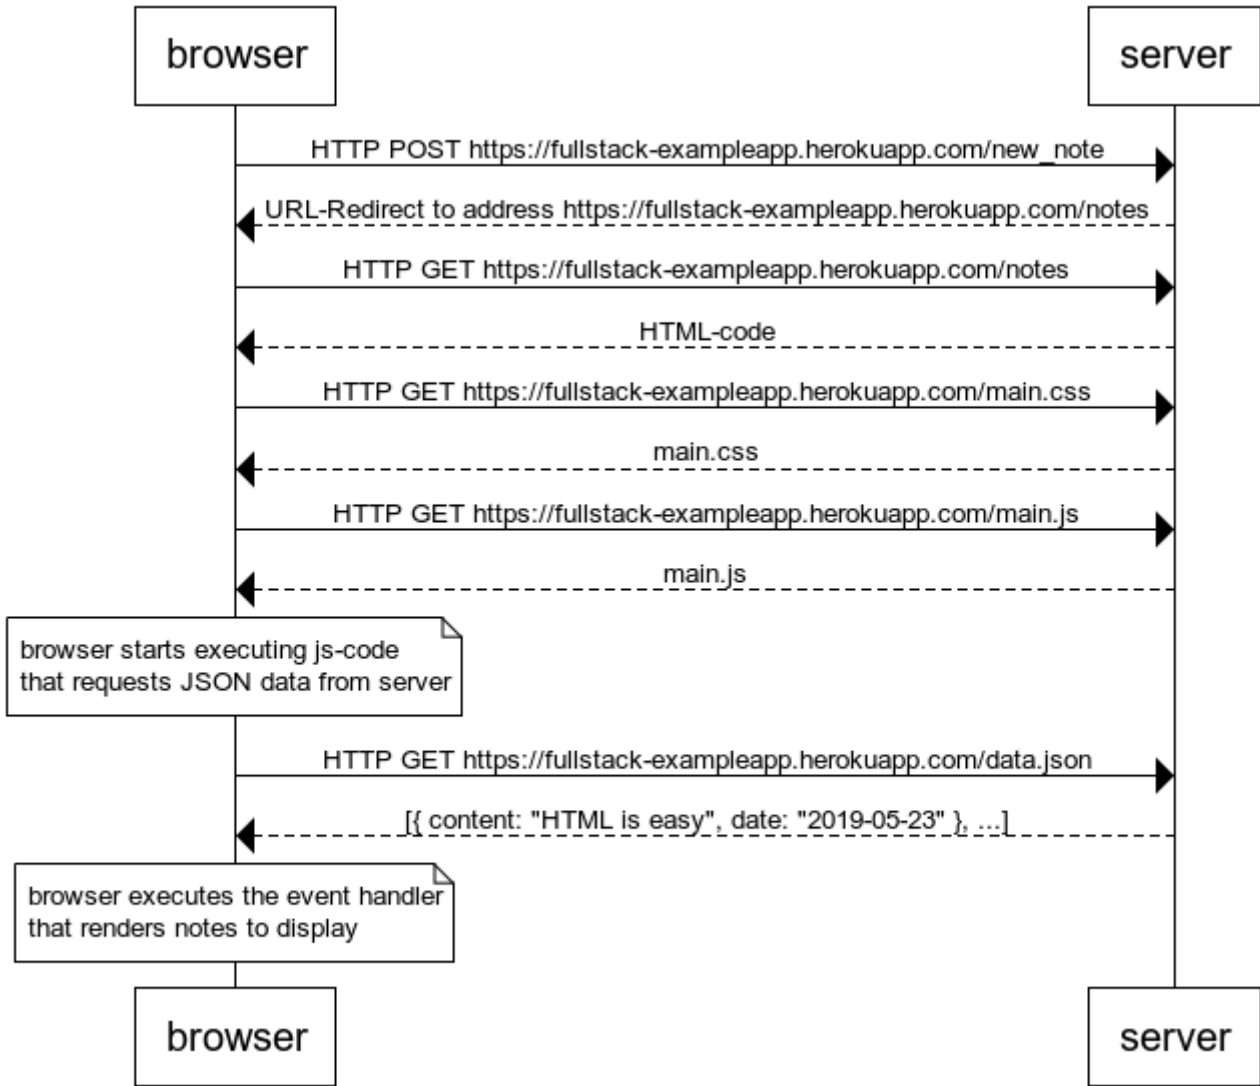 browser
server
HTTP POST https://fullstack-exampleapp.herokuapp.com/new_note
URL-Redirect to address https://fullstack-exampleapp.herokuapp.com/notes
HTTP GET https://fullstack-exampleapp.herokuapp.com/notes
HTML-code
HTTP GET https://fullstack-exampleapp.herokuapp.com/main.css
main.css
HTTP GET https://fullstack-exampleapp.herokuapp.com/main.js
main.js
browser starts executing js-code
that requests JSON data from server
HTTP GET https://fullstack-exampleapp.herokuapp.com/data.json
[{ content: "HTML is easy", date: "2019-05-23" }, ...]
browser executes the event handler
that renders notes to display
browser
server